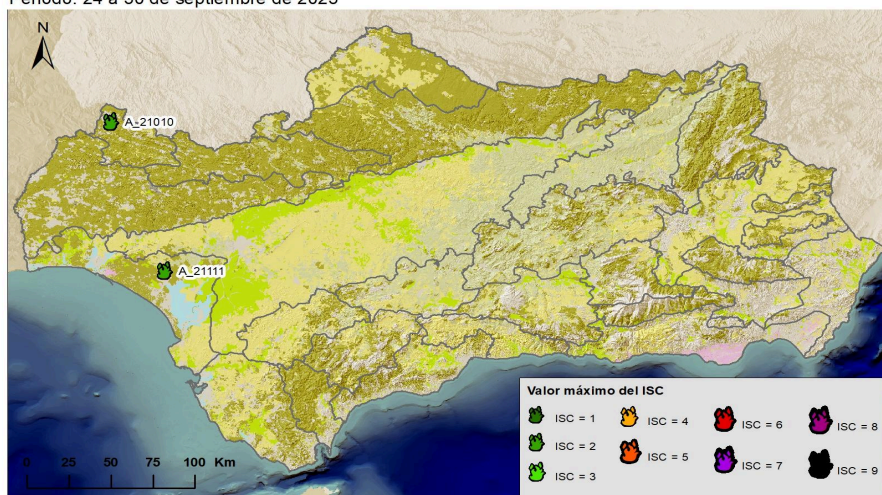 N
A_21010
A_21111
Valor máximo del ISC
ISC = 1
ISC = 4
ISC = 6
ISC = 8
ISC = 2
ISC = 5
ISC = 7
ISC = 9
ISC = 3
0 25 50 75 100 Km